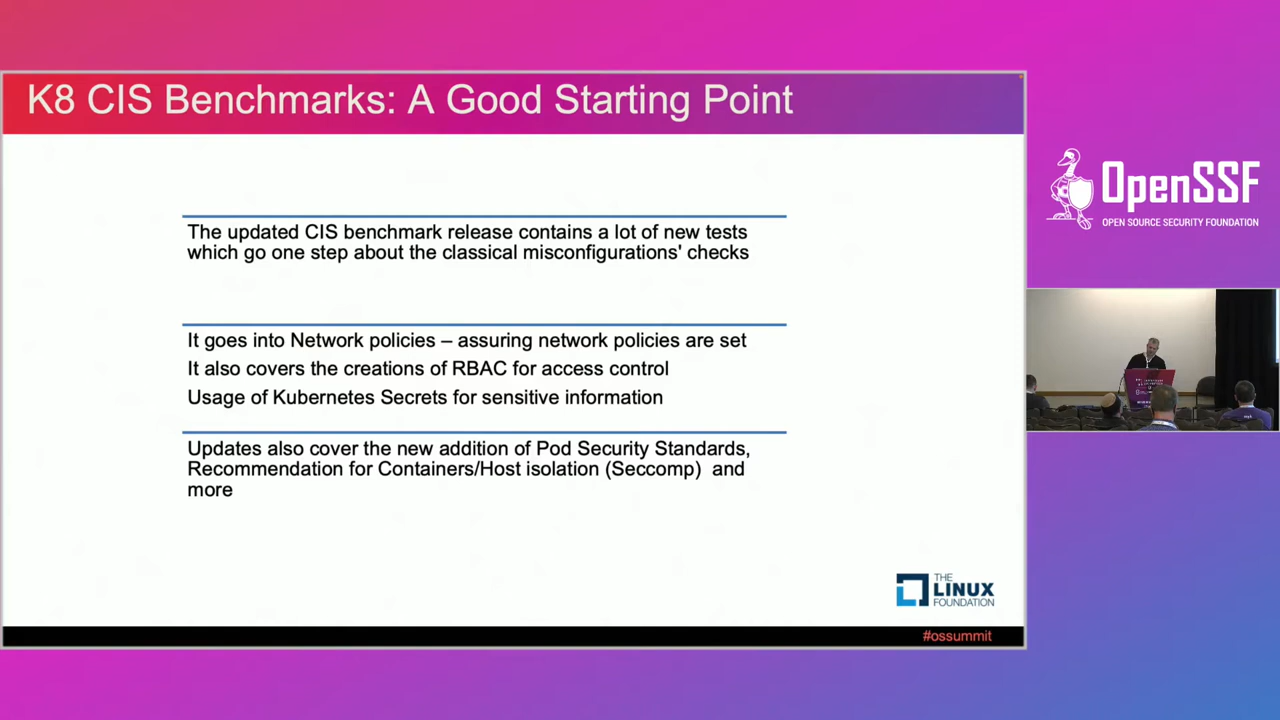 K8 CIS Benchmarks: A Good Starting Point
The updated CIS benchmark release contains a lot of new tests
which go one step about the classical misconfigurations' checks
It goes into Network policies – assuring network policies are set
It also covers the creations of RBAC for access control
Usage of Kubernetes Secrets for sensitive information
Updates also cover the new addition of Pod Security Standards,
Recommendation for Containers/Host isolation (Seccomp) and
more
THE
LINUX
FOUNDATION
#ossummit
OpenSSF
OPEN SOURCE SECURITY FOUNDATION